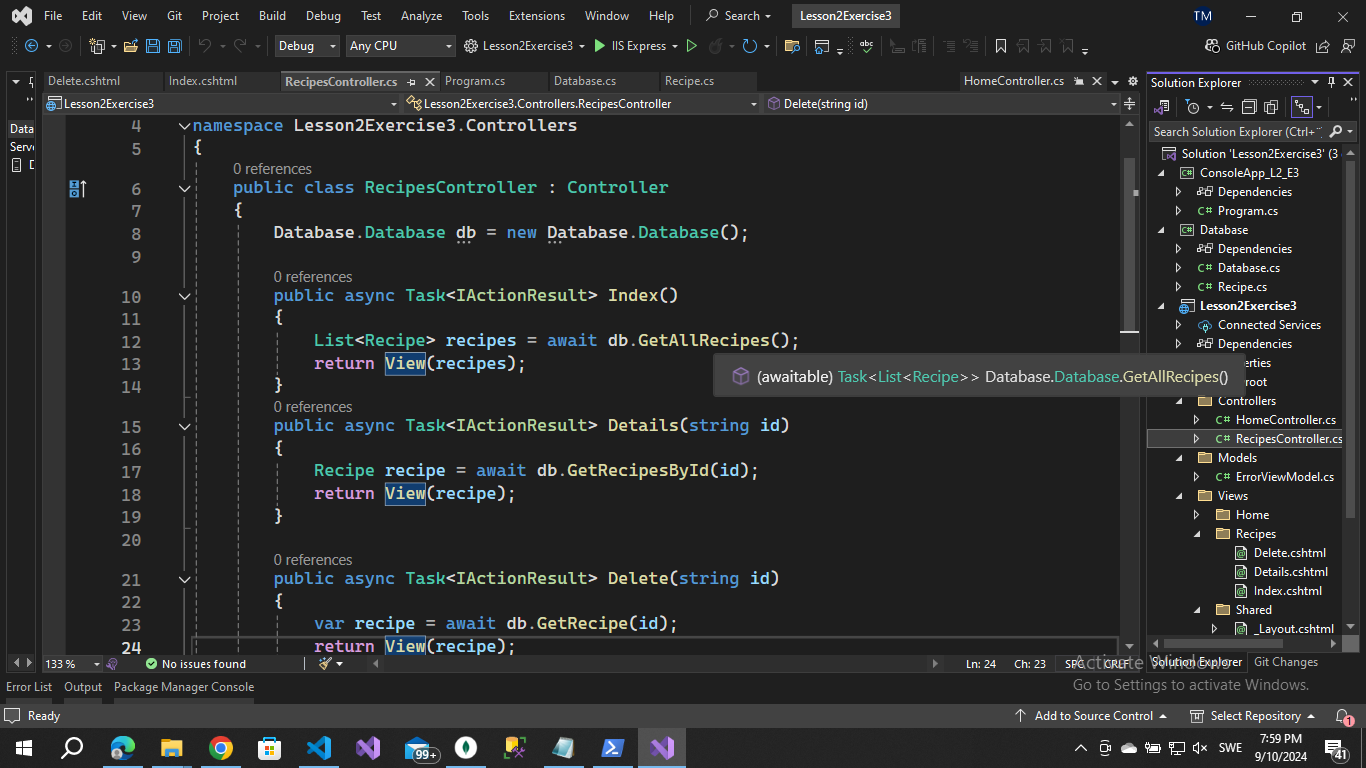 File Edit View Git Project Build Debug Test Analyze Tools Extensions Window Help Search Lesson2Exercise3 TM
Debug Any CPU Lesson2Exercise3 IIS Express GitHub Copilot
Delete.cshtml Index.cshtml RecipesController.cs Program.cs Database.cs Recipe.cs HomeController.cs
Lesson2Exercise3 Lesson2Exercise3.Controllers.RecipesController Delete(string id)
4 namespace Lesson2Exercise3.Controllers
5 {
0 references
6 public class RecipesController : Controller
7 {
8 Database.Database db = new Database.Database();
9
0 references
10 public async Task<IActionResult> Index()
11 {
12 List<Recipe> recipes = await db.GetAllRecipes();
13 return View(recipes);
(awaitable) Task<List<Recipe>> Database.Database.GetAllRecipes()
14 }
0 references
15 public async Task<IActionResult> Details(string id)
16 {
17 Recipe recipe = await db.GetRecipesById(id);
18 return View(recipe);
19 }
20
0 references
21 public async Task<IActionResult> Delete(string id)
22 {
23 var recipe = await db.GetRecipe(id);
24 return View(recipe);
133 % No issues found Ln: 24 Ch: 23 SPC CRLF
Data
Serv
D
Solution Explorer
Search Solution Explorer (Ctrl+
Solution 'Lesson2Exercise3' (3
ConsoleApp_L2_E3
Dependencies
Program.cs
Database
Dependencies
Database.cs
Recipe.cs
Lesson2Exercise3
Connected Services
Dependencies
erties
root
Controllers
HomeController.cs
RecipesController.cs
Models
ErrorViewModel.cs
Views
Home
Recipes
Delete.cshtml
Details.cshtml
Index.cshtml
Shared
_Layout.cshtml
Solution Explorer Git Changes
Activate Windows
Go to Settings to activate Windows.
Error List Output Package Manager Console
Ready Add to Source Control Select Repository 1
99+ SWE 7:59 PM
9/10/2024 41